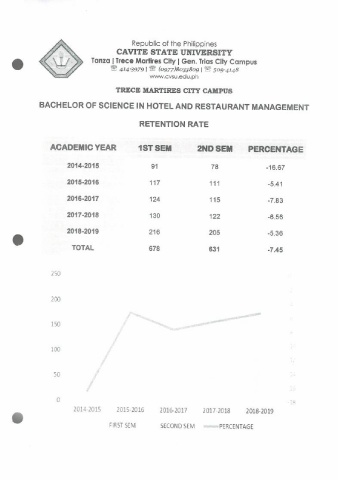 Republic of the Philippines
CAVITE STATE UNIVERSITY
Tanza | Trece Martires City | Gen. Trias City Campus
www.cvsu.edu.ph
TRECE MARTIRES CITY CAMPUS
BACHELOR OF SCIENCE IN HOTEL AND RESTAURANT MANAGEMENT
RETENTION RATE
ACADEMIC YEAR 1ST SEM 2ND SEM PERCENTAGE
2014-2015 91 78 -16.67
2015-2016 117 111 -5.41
2016-2017 124 115 -7.83
2017-2018 130 122 -6.56
2018-2019 216 205 -5.36
TOTAL 678 631 -7.45
250
200
150
100
50
0
2014-2015 2015-2016 2016-2017 2017-2018 2018-2019
FIRST SEM SECOND SEM PERCENTAGE